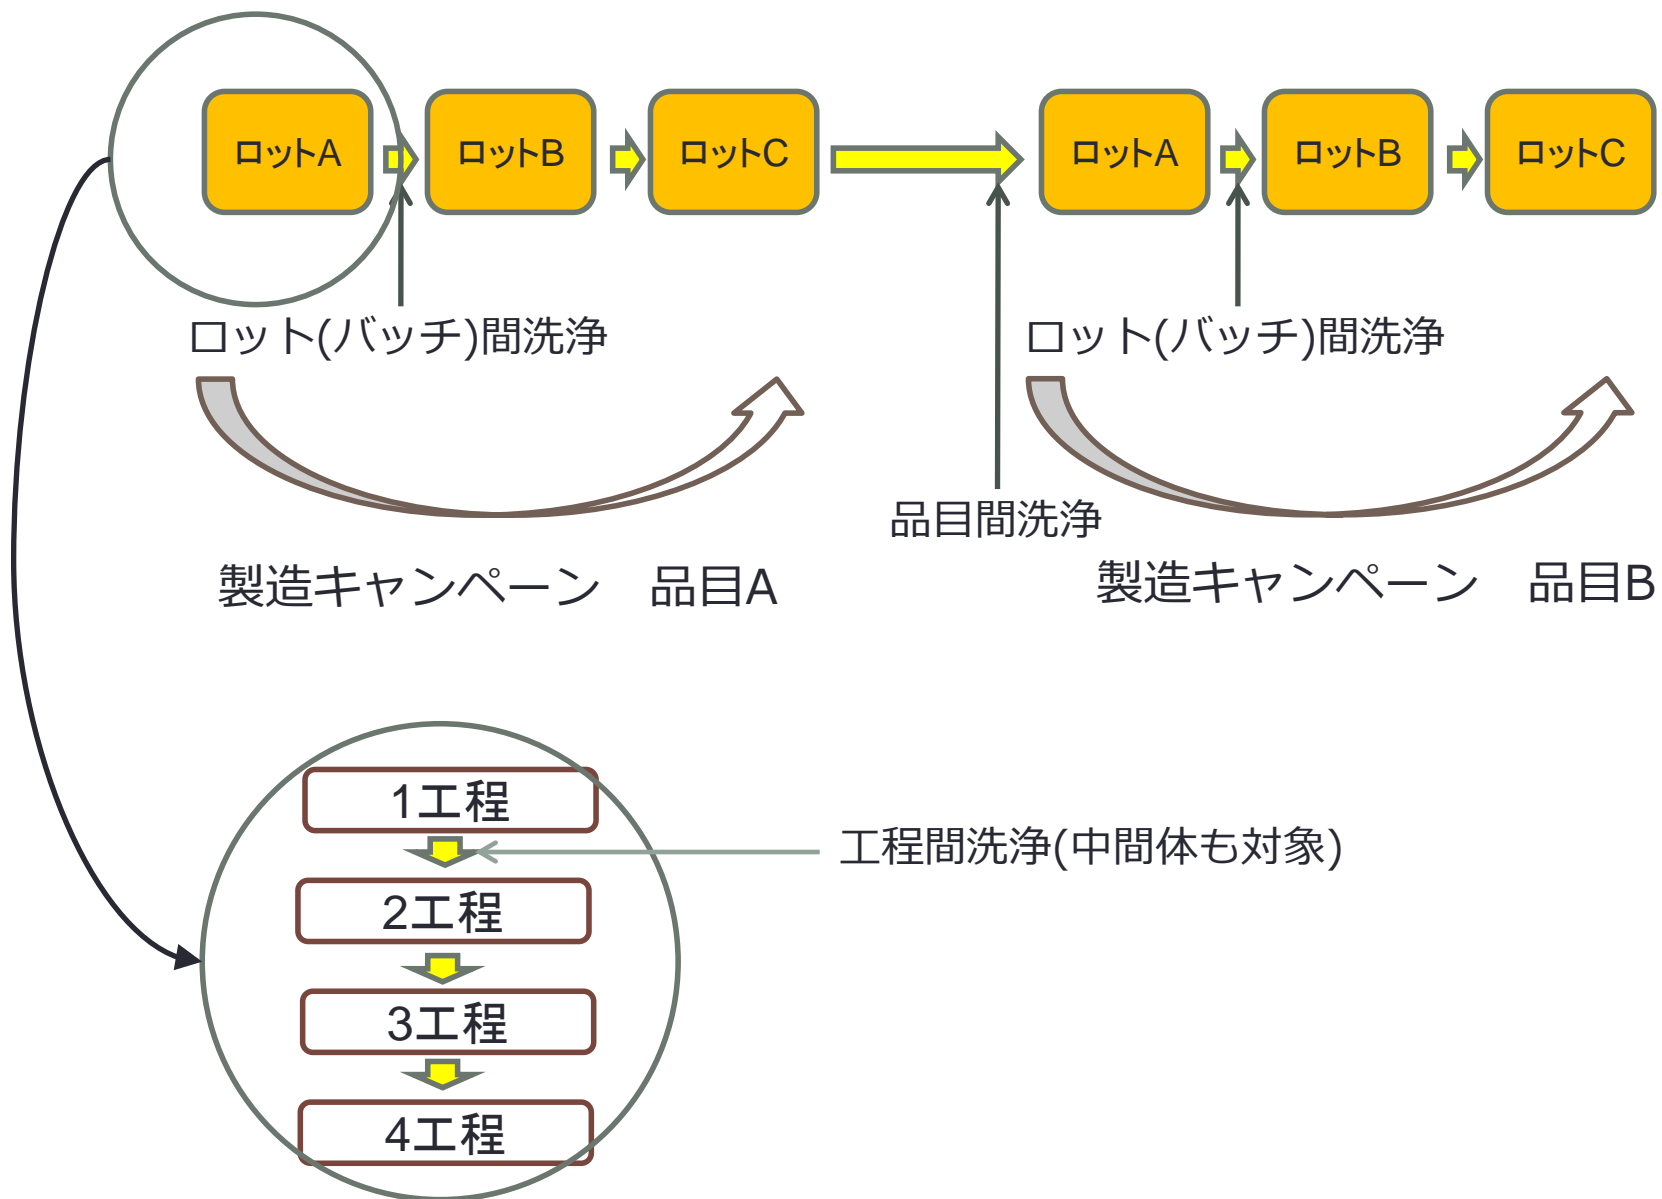 ロットA
ロットB
ロットC
ロットA
ロットB
ロットC
ロット(バッチ)間洗浄
ロット(バッチ)間洗浄
品目間洗浄
製造キャンペーン　品目A
製造キャンペーン　品目B
1工程
工程間洗浄(中間体も対象)
2工程
3工程
4工程